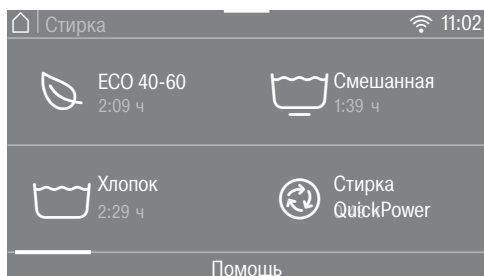 Стирка
11:02
ECO 40-60
2:09 ч
Смешанная
1:39 ч
Хлопок
2:29 ч
Стирка
QuickPower
Помощь